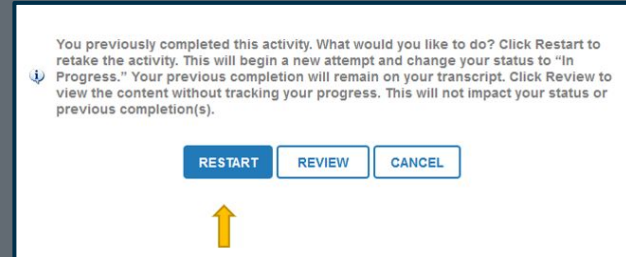 You previously completed this activity. What would you like to do? Click Restart to
retake the activity. This will begin a new attempt and change your status to “In
Progress.” Your previous completion will remain on your transcript. Click Review to
view the content without tracking your progress. This will not impact your status or
previous completion(s).
RESTART REVIEW CANCEL